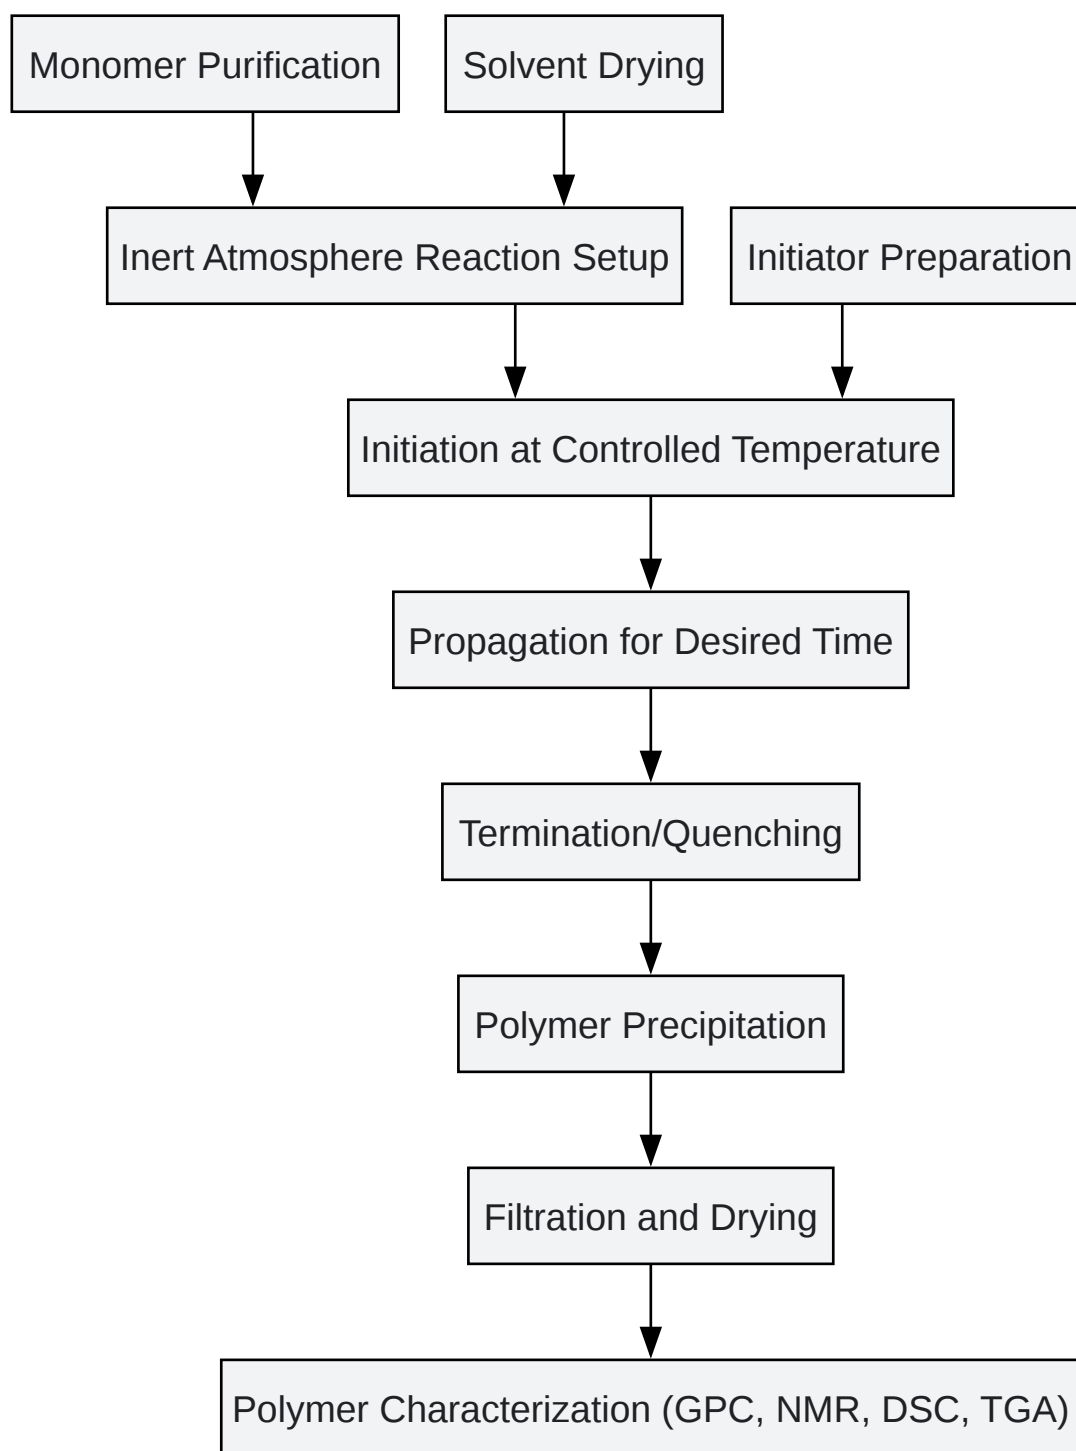 Monomer Purification
Solvent Drying
Inert Atmosphere Reaction Setup
Initiator Preparation
Initiation at Controlled Temperature
Propagation for Desired Time
Termination/Quenching
Polymer Precipitation
Filtration and Drying
Polymer Characterization (GPC, NMR, DSC, TGA)